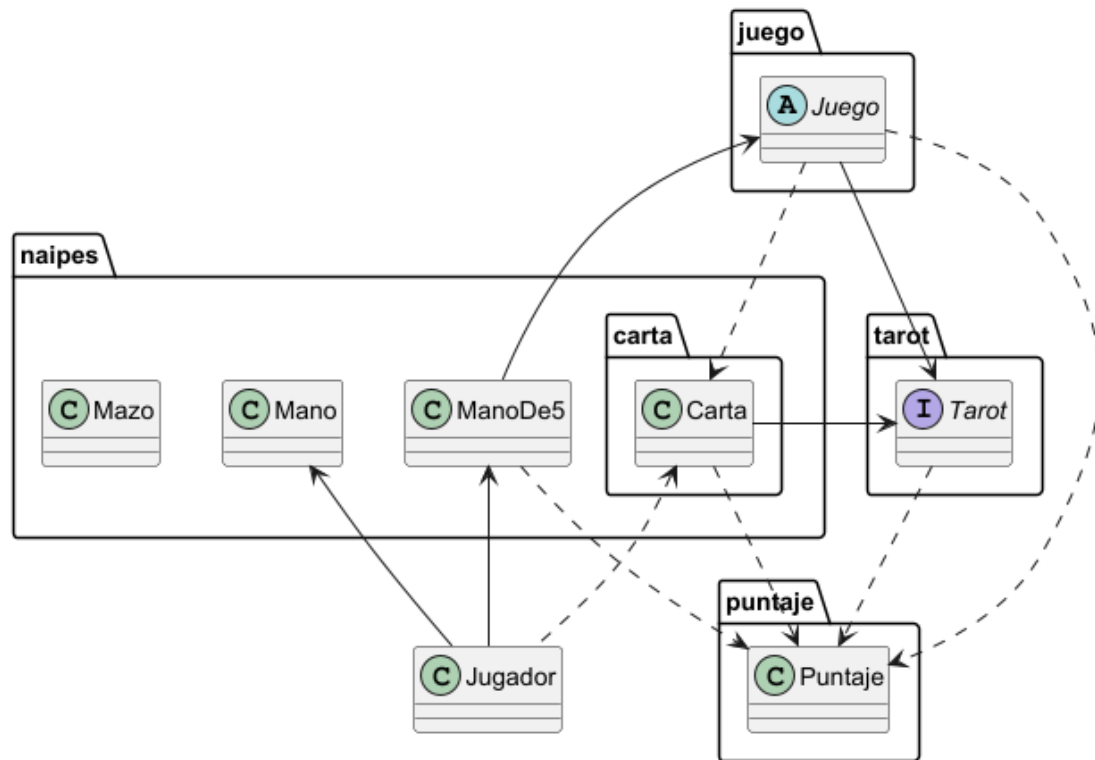 juego
A Juego
naipes
carta
tarot
C Mazo
C Mano
C ManoDe5
C Carta
I Tarot
puntaje
C Jugador
C Puntaje